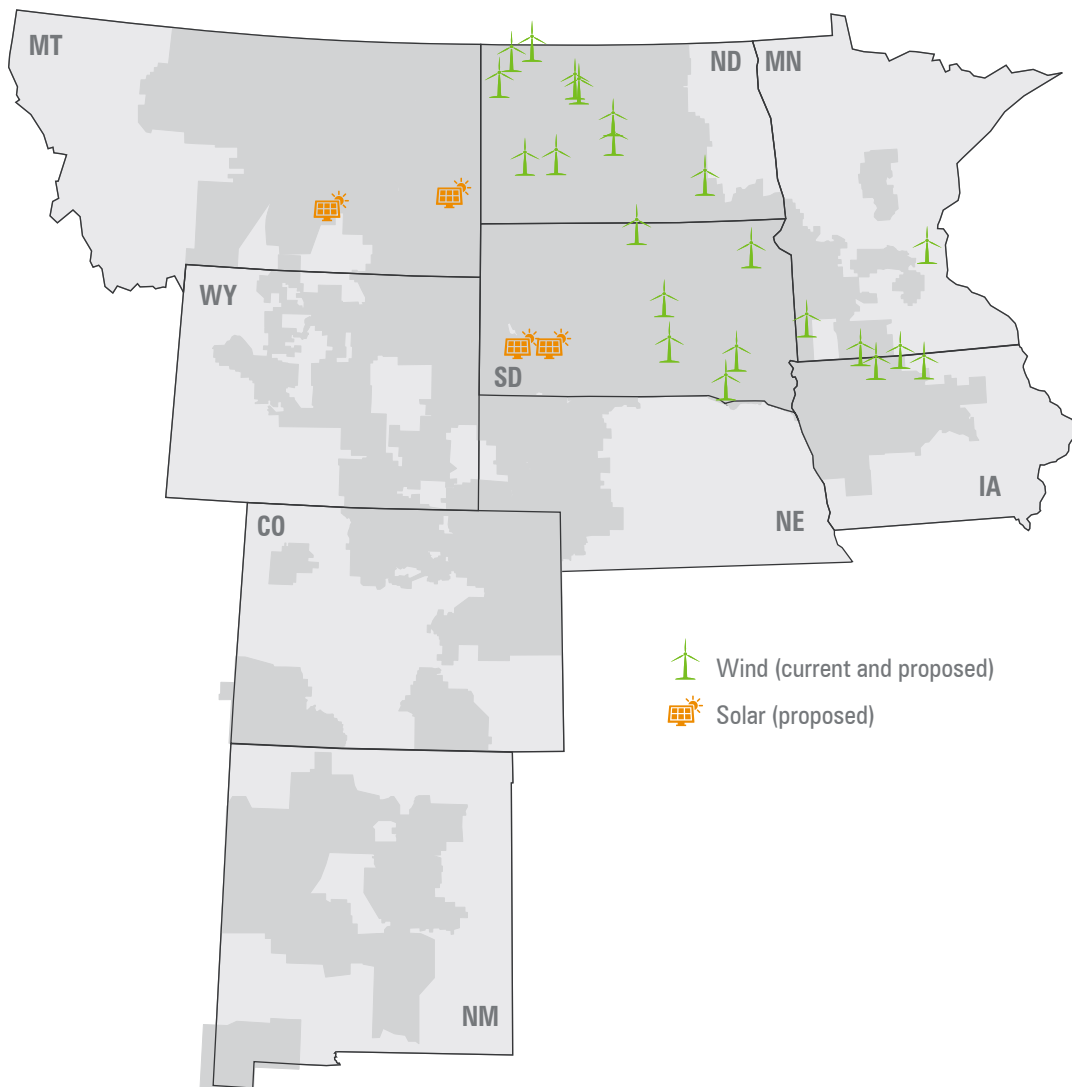 MT
ND
MN
WY
SD
IA
NE
CO
Wind (current and proposed)
Solar (proposed)
NM